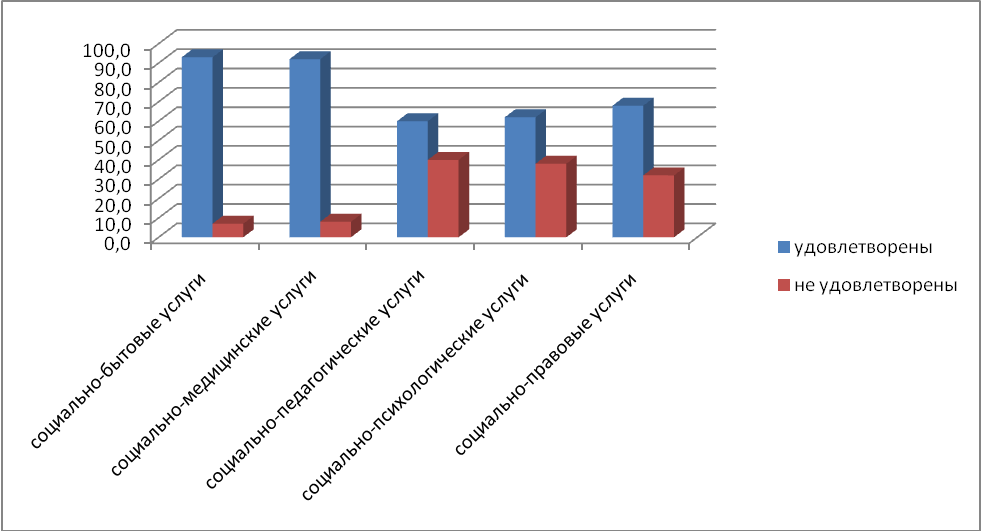 100,0
90,0
80,0
70,0
60,0
50,0
40,0
30,0
20,0
10,0
0,0
социально-бытовые услуги
социально-медицинские услуги
социально-педагогические услуги
социально-психологические услуги
социально-правовые услуги
удовлетворены
не удовлетворены